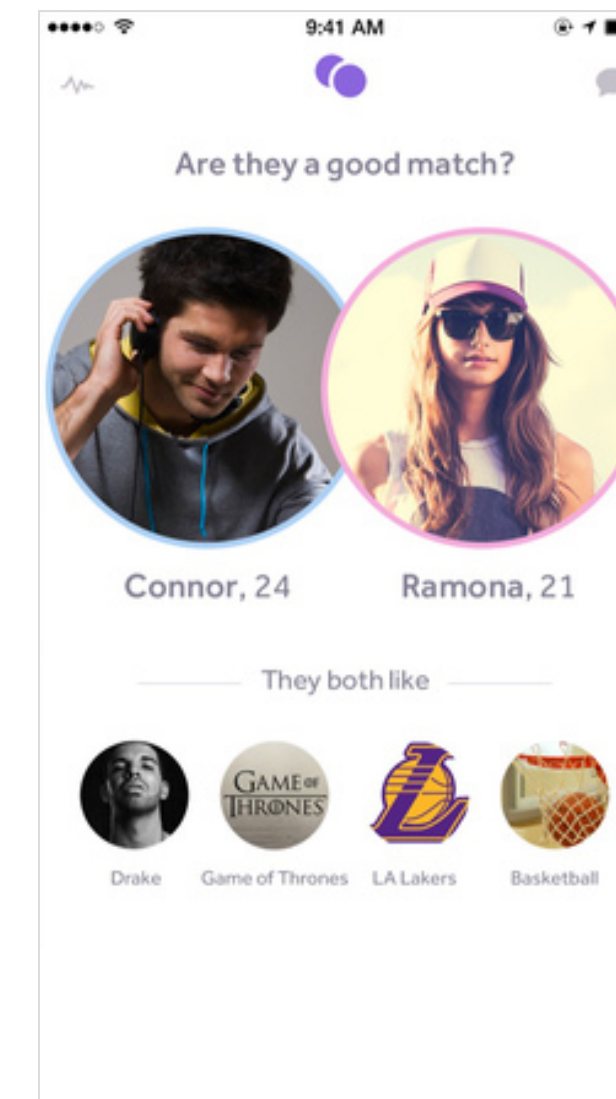 9:41 AM
Are they a good match?
Connor, 24
Ramona, 21
They both like
GAME OF
THRONES
Drake
Game of Thrones
LA Lakers
Basketball